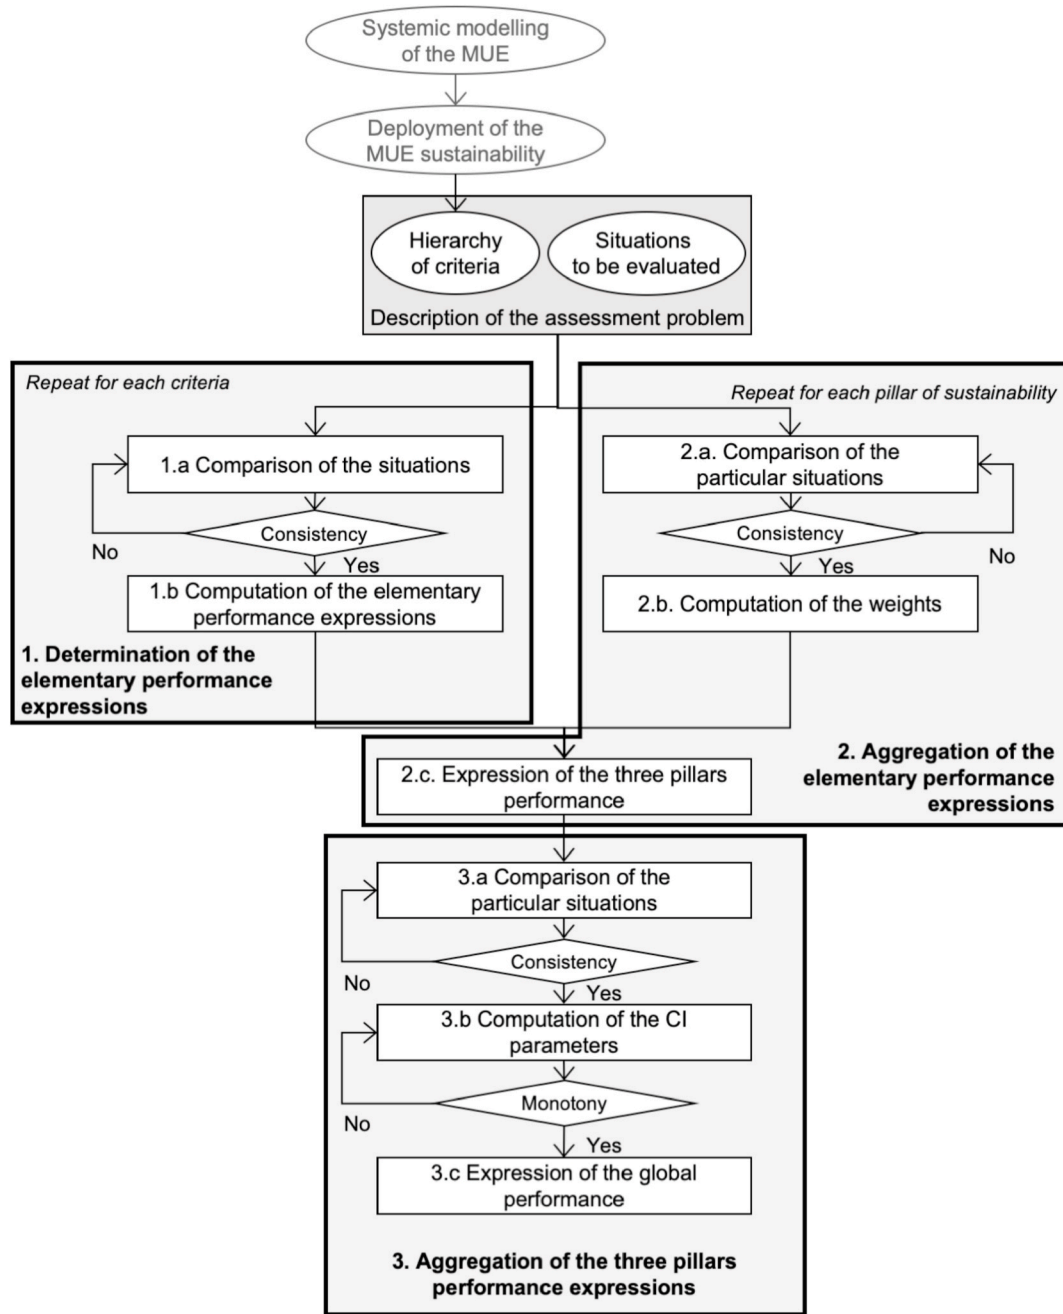 Systemic modelling
of the MUE
Deployment of the
MUE sustainability
Hierarchy
of criteria
Situations
to be evaluated
Description of the assessment problem
Repeat for each criteria
1.a Comparison of the situations
Consistency
No
Yes
1.b Computation of the elementary
performance expressions
1. Determination of the
elementary performance
expressions
Repeat for each pillar of sustainability
2.a. Comparison of the
particular situations
Consistency
No
Yes
2.b. Computation of the weights
2.c. Expression of the three pillars
performance
2. Aggregation of the
elementary performance
expressions
3.a Comparison of the
particular situations
Consistency
No
Yes
3.b Computation of the CI
parameters
Monotony
No
Yes
3.c Expression of the global
performance
3. Aggregation of the three pillars
performance expressions